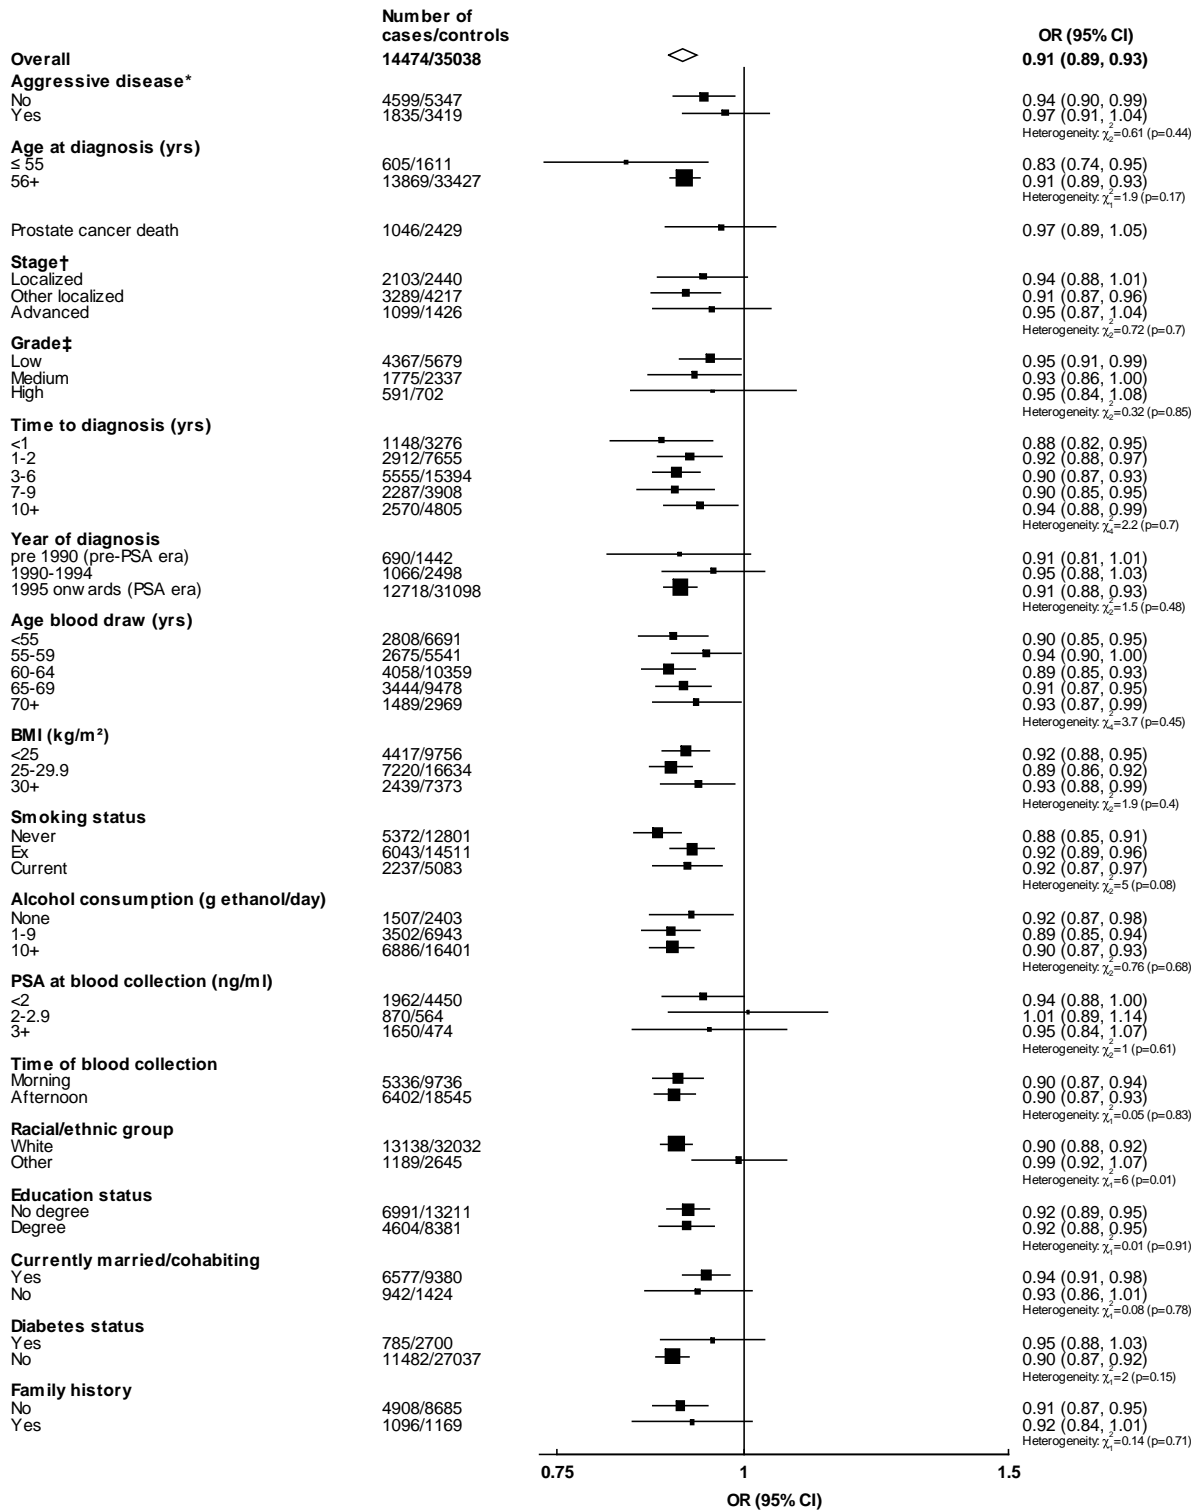 Number of
cases/controls OR (95% CI)
Overall 14474/35038 0.91 (0.89, 0.93)
Aggressive disease*
No 4599/5347 0.94 (0.90, 0.99)
Yes 1835/3419 0.97 (0.91, 1.04)
Heterogeneity: χ²₂=0.61 (p=0.44)
Age at diagnosis (yrs)
≤ 55 605/1611 0.83 (0.74, 0.95)
56+ 13869/33427 0.91 (0.89, 0.93)
Heterogeneity: χ²₁=1.9 (p=0.17)
Prostate cancer death 1046/2429 0.97 (0.89, 1.05)
Stage†
Localized 2103/2440 0.94 (0.88, 1.01)
Other localized 3289/4217 0.91 (0.87, 0.96)
Advanced 1099/1426 0.95 (0.87, 1.04)
Heterogeneity: χ²₂=0.72 (p=0.7)
Grade‡
Low 4367/5679 0.95 (0.91, 0.99)
Medium 1775/2337 0.93 (0.86, 1.00)
High 591/702 0.95 (0.84, 1.08)
Heterogeneity: χ²₂=0.32 (p=0.85)
Time to diagnosis (yrs)
<1 1148/3276 0.88 (0.82, 0.95)
1-2 2912/7655 0.92 (0.88, 0.97)
3-6 5555/15394 0.90 (0.87, 0.93)
7-9 2287/3908 0.90 (0.85, 0.95)
10+ 2570/4805 0.94 (0.88, 0.99)
Heterogeneity: χ²₄=2.2 (p=0.7)
Year of diagnosis
pre 1990 (pre-PSA era) 690/1442 0.91 (0.81, 1.01)
1990-1994 1066/2498 0.95 (0.88, 1.03)
1995 onwards (PSA era) 12718/31098 0.91 (0.88, 0.93)
Heterogeneity: χ²₂=1.5 (p=0.48)
Age blood draw (yrs)
<55 2808/6691 0.90 (0.85, 0.95)
55-59 2675/5541 0.94 (0.90, 1.00)
60-64 4058/10359 0.89 (0.85, 0.93)
65-69 3444/9478 0.91 (0.87, 0.95)
70+ 1489/2969 0.93 (0.87, 0.99)
Heterogeneity: χ²₄=3.7 (p=0.45)
BMI (kg/m²)
<25 4417/9756 0.92 (0.88, 0.95)
25-29.9 7220/16634 0.89 (0.86, 0.92)
30+ 2439/7373 0.93 (0.88, 0.99)
Heterogeneity: χ²₂=1.9 (p=0.4)
Smoking status
Never 5372/12801 0.88 (0.85, 0.91)
Ex 6043/14511 0.92 (0.89, 0.96)
Current 2237/5083 0.92 (0.87, 0.97)
Heterogeneity: χ²₂=5 (p=0.08)
Alcohol consumption (g ethanol/day)
None 1507/2403 0.92 (0.87, 0.98)
1-9 3502/6943 0.89 (0.85, 0.94)
10+ 6886/16401 0.90 (0.87, 0.93)
Heterogeneity: χ²₂=0.76 (p=0.68)
PSA at blood collection (ng/ml)
<2 1962/4450 0.94 (0.88, 1.00)
2-2.9 870/564 1.01 (0.89, 1.14)
3+ 1650/474 0.95 (0.84, 1.07)
Heterogeneity: χ²₂=1 (p=0.61)
Time of blood collection
Morning 5336/9736 0.90 (0.87, 0.94)
Afternoon 6402/18545 0.90 (0.87, 0.93)
Heterogeneity: χ²₁=0.05 (p=0.83)
Racial/ethnic group
White 13138/32032 0.90 (0.88, 0.92)
Other 1189/2645 0.99 (0.92, 1.07)
Heterogeneity: χ²₁=6 (p=0.01)
Education status
No degree 6991/13211 0.92 (0.89, 0.95)
Degree 4604/8381 0.92 (0.88, 0.95)
Heterogeneity: χ²₁=0.01 (p=0.91)
Currently married/cohabiting
Yes 6577/9380 0.94 (0.91, 0.98)
No 942/1424 0.93 (0.86, 1.01)
Heterogeneity: χ²₁=0.08 (p=0.78)
Diabetes status
Yes 785/2700 0.95 (0.88, 1.03)
No 11482/27037 0.90 (0.87, 0.92)
Heterogeneity: χ²₁=2 (p=0.15)
Family history
No 4908/8685 0.91 (0.87, 0.95)
Yes 1096/1169 0.92 (0.84, 1.01)
Heterogeneity: χ²₁=0.14 (p=0.71)
0.75 1 1.5
OR (95% CI)